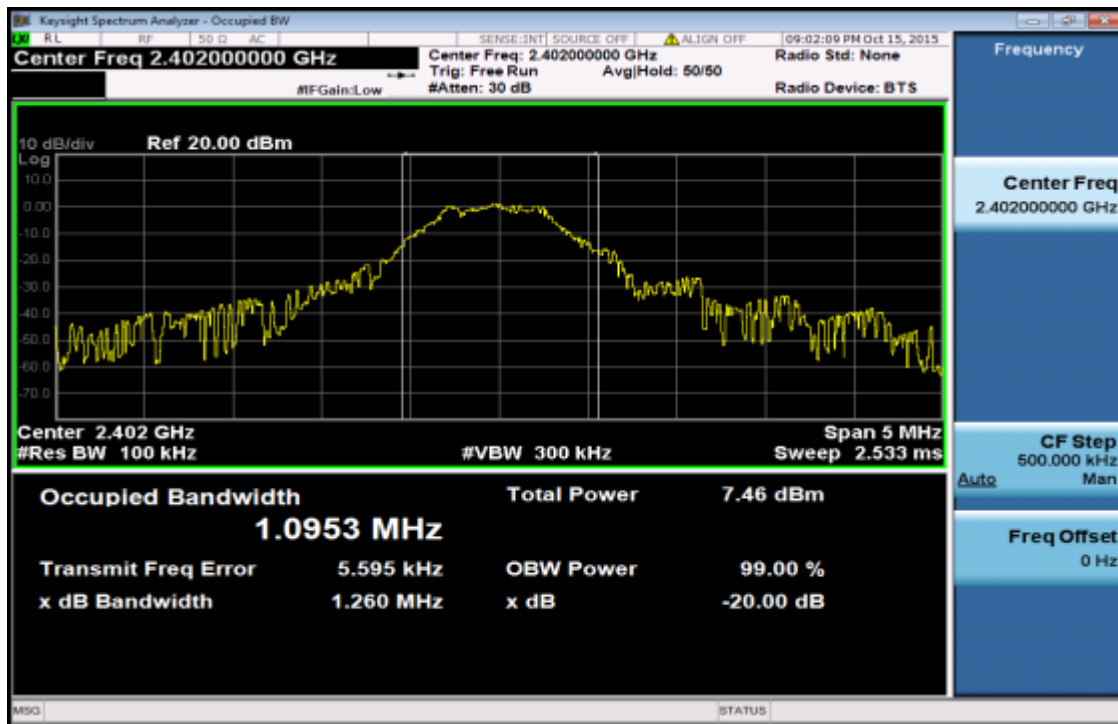 Keysight Spectrum Analyzer - Occupied BW
RL RF 50 Ω AC SENSE:INT SOURCE OFF ALIGN OFF 09:02:09 PM Oct 15, 2015
Center Freq 2.402000000 GHz
Center Freq: 2.402000000 GHz Radio Std: None
Trig: Free Run Avg|Hold: 50/50
#IFGain:Low #Atten: 30 dB Radio Device: BTS
10 dB/div Ref 20.00 dBm
Log
10.0
0.00
-10.0
-20.0
-30.0
-40.0
-50.0
-60.0
-70.0
Center 2.402 GHz Span 5 MHz
#Res BW 100 kHz #VBW 300 kHz Sweep 2.533 ms
Occupied Bandwidth Total Power 7.46 dBm
1.0953 MHz
Transmit Freq Error 5.595 kHz OBW Power 99.00 %
x dB Bandwidth 1.260 MHz x dB -20.00 dB
MSG STATUS
Frequency
Center Freq
2.402000000 GHz
CF Step
500.000 kHz
Auto Man
Freq Offset
0 Hz